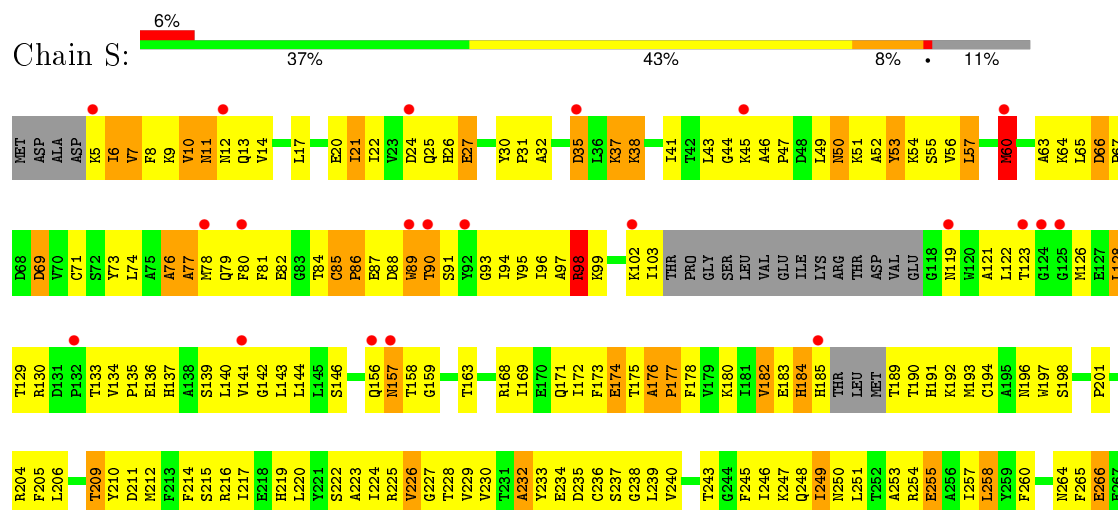 6%
Chain S:
37% 43% 8% • 11%
MET ASP ALA ASP K5 I6 V7 F8 K9 V10 N11 N12 Q13 V14 L17 E20 I21 I22 V23 D24 Q25 H26 E27 Y30 P31 A32 D35 L36 K37 K38 I41 T42 L43 G44 K45 A46 P47 D48 L49 N50 K51 A52 Y53 K54 S55 V56 L57 M60 A63 K64 L65 D66 P67
D68 D69 V70 C71 S72 Y73 L74 A75 A76 A77 M78 Q79 F80 F81 E82 G83 T84 C85 P86 E87 D88 W89 T90 S91 Y92 G93 I94 V95 I96 A97 R98 K99 K102 I103 THR PRO GLY SER LEU VAL GLU ILE LYS ARG THR ASP VAL GLU G118 N119 W120 A121 L122 T123 G124 G125 M126 E127 L128
T129 R130 D131 P132 T133 V134 P135 E136 H137 A138 S139 L140 V141 G142 L143 L144 L145 S146 Q156 N157 T158 G159 T163 R168 I169 E170 Q171 I172 F173 E174 T175 A176 P177 F178 V179 K180 I181 V182 E183 H184 H185 THR LEU MET T189 T190 H191 K192 M193 C194 A195 N196 W197 S198 P201
R204 F205 L206 T209 Y210 D211 M212 F213 F214 S215 R216 I217 E218 H219 L220 Y221 S222 A223 I224 R225 V226 G227 T228 V229 V230 T231 A232 Y233 E234 D235 C236 S237 G238 L239 V240 T243 G244 F245 I246 K247 Q248 I249 N250 L251 T252 A253 R254 E255 A256 I257 L258 Y259 F260 N264 F265 E266 E267